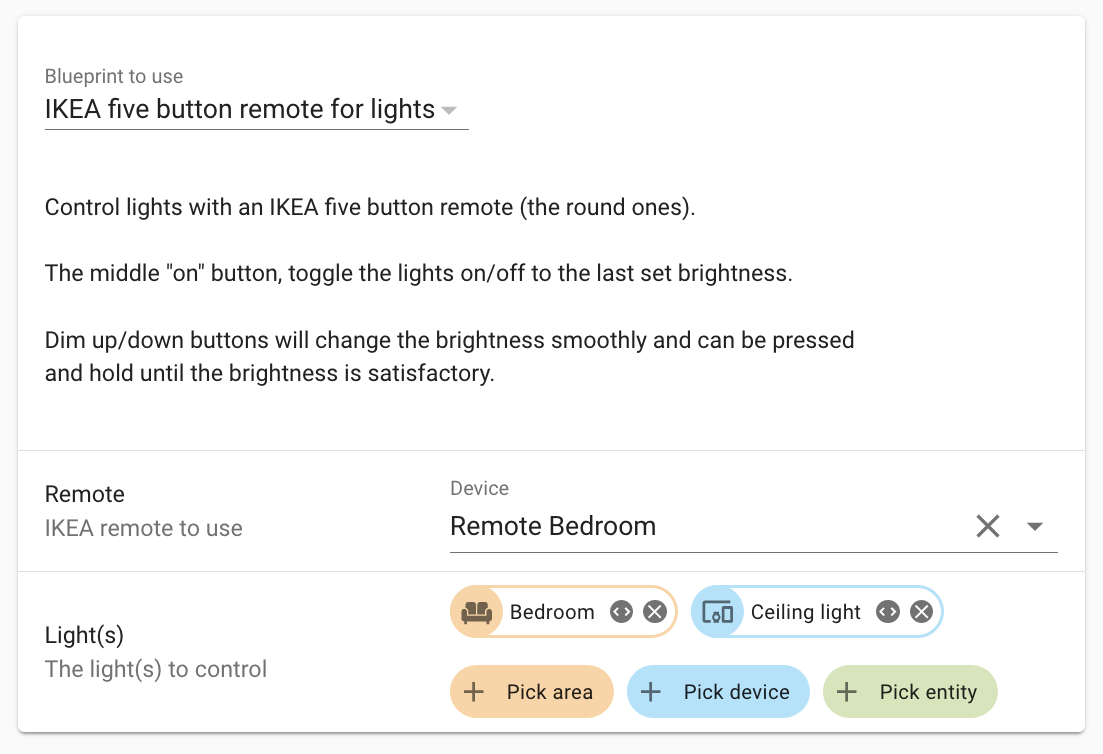 Blueprint to use
IKEA five button remote for lights
Control lights with an IKEA five button remote (the round ones).
The middle "on" button, toggle the lights on/off to the last set brightness.
Dim up/down buttons will change the brightness smoothly and can be pressed
and hold until the brightness is satisfactory.
Remote
IKEA remote to use
Device
Remote Bedroom
Light(s)
The light(s) to control
Bedroom
Ceiling light
Pick area
Pick device
Pick entity